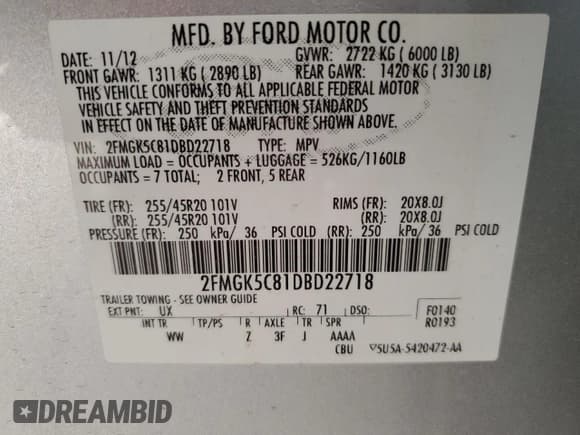 MFD. BY FORD MOTOR CO.
DATE: 11/12 GVWR: 2722 KG ( 6000 LB)
FRONT GAWR: 1311 KG ( 2890 LB) REAR GAWR: 1420 KG ( 3130 LB)
THIS VEHICLE CONFORMS TO ALL APPLICABLE FEDERAL MOTOR
VEHICLE SAFETY AND THEFT PREVENTION STANDARDS
IN EFFECT ON THE DATE OF MANUFACTURE SHOWN ABOVE.
VIN: 2FMGK5C81DBD22718 TYPE: MPV
MAXIMUM LOAD = OCCUPANTS + LUGGAGE = 526KG/1160LB
OCCUPANTS = 7 TOTAL; 2 FRONT, 5 REAR
TIRE (FR): 255/45R20 101V RIMS (FR): 20X8.0J
(RR): 255/45R20 101V (RR): 20X8.0J
PRESSURE (FR): 250 kPa/ 36 PSI COLD (RR): 250 kPa/ 36 PSI COLD
2FMGK5C81DBD22718
TRAILER TOWING - SEE OWNER GUIDE
EXT PNT: UX RC: 71 DSO: F0140
R0193
INT TR TP/PS R AXLE TR SPR
WW Z 3F J AAAA
CBU 5U5A-5420472-AA
DREAMBID